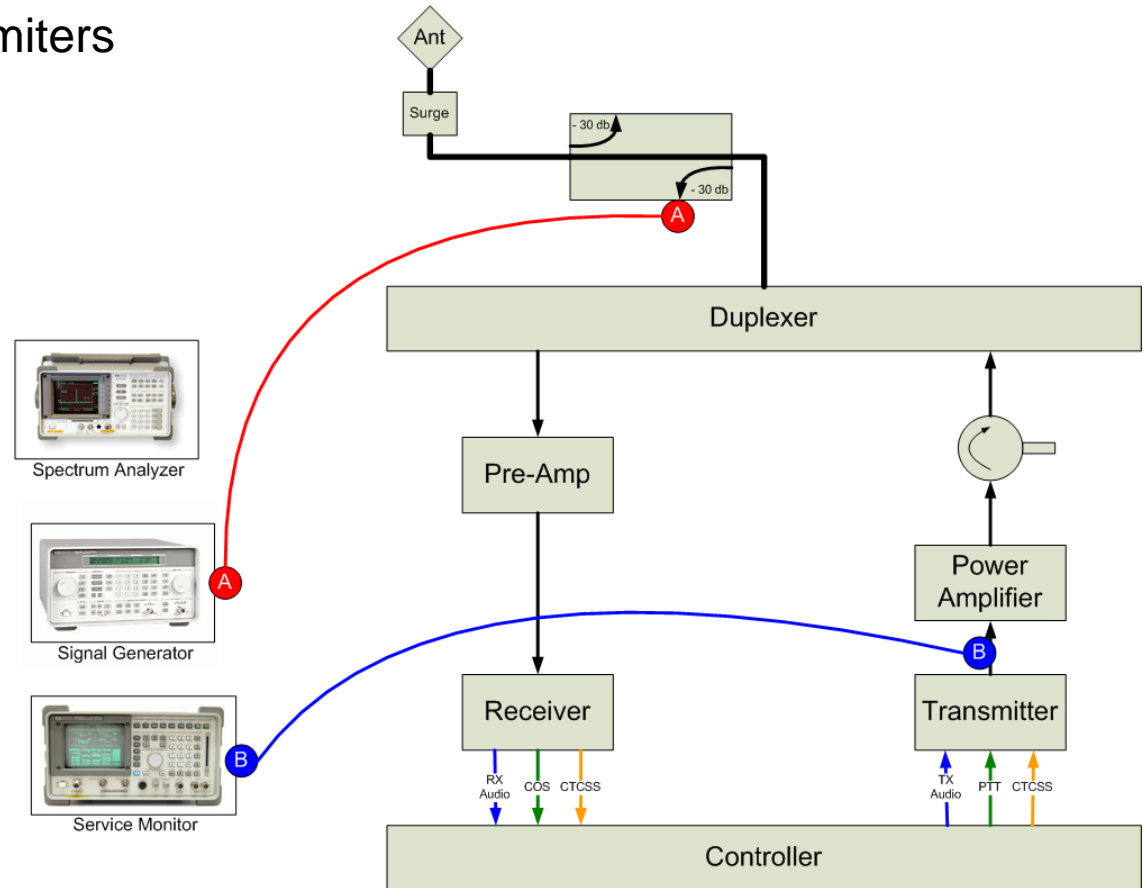 miters
Ant
Surge
- 30 db
- 30 db
A
Duplexer
Spectrum Analyzer
Pre-Amp
A
Power
Amplifier
Signal Generator
B
Receiver
Transmitter
B
RX
Audio
COS
CTCSS
TX
Audio
PTT
CTCSS
Service Monitor
Controller